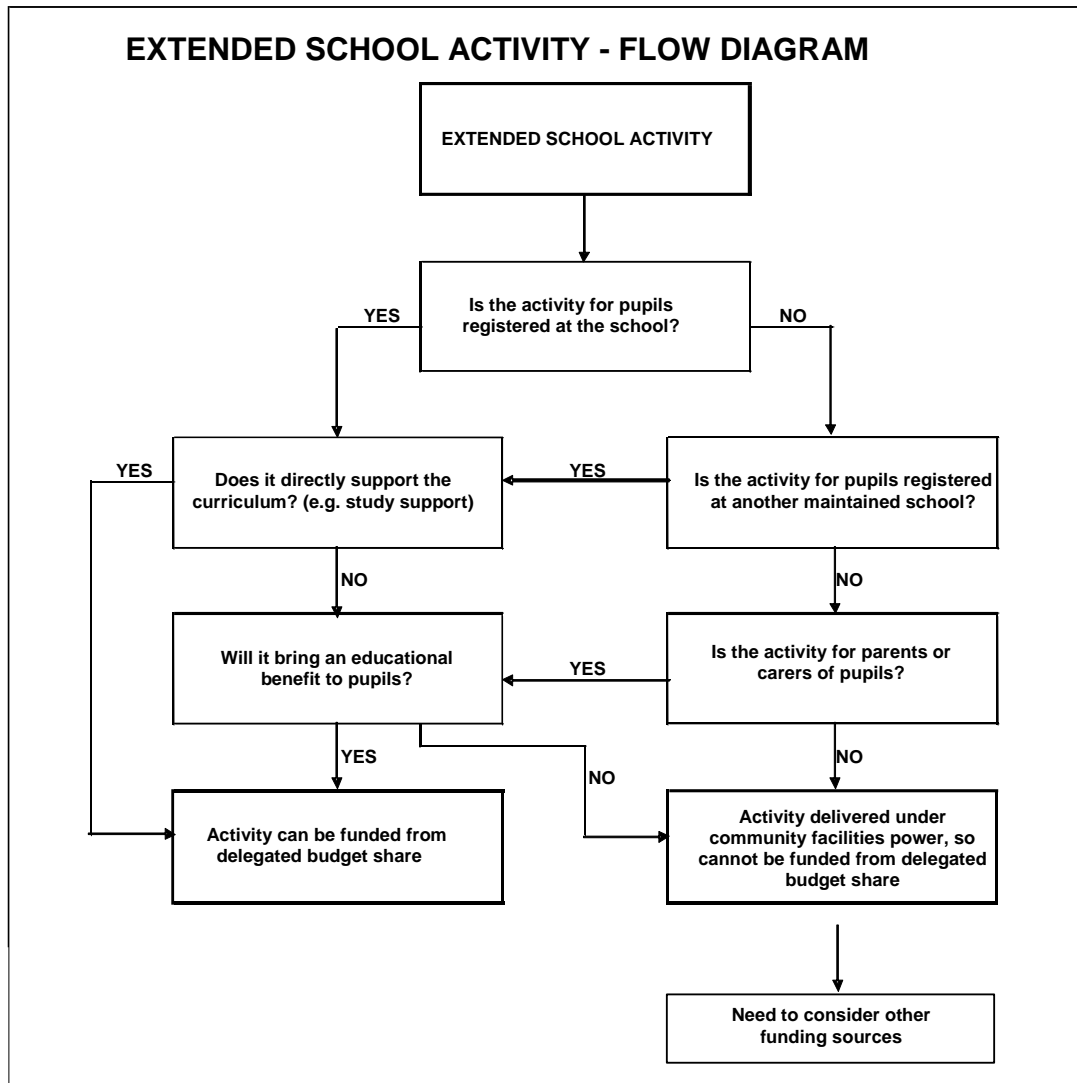 EXTENDED SCHOOL ACTIVITY - FLOW DIAGRAM
EXTENDED SCHOOL ACTIVITY
Is the activity for pupils
registered at the school?
YES
NO
Does it directly support the
curriculum? (e.g. study support)
YES
YES
Is the activity for pupils registered
at another maintained school?
NO
NO
Will it bring an educational
benefit to pupils?
YES
Is the activity for parents or
carers of pupils?
YES
NO
NO
Activity can be funded from
delegated budget share
Activity delivered under
community facilities power, so
cannot be funded from delegated
budget share
Need to consider other
funding sources